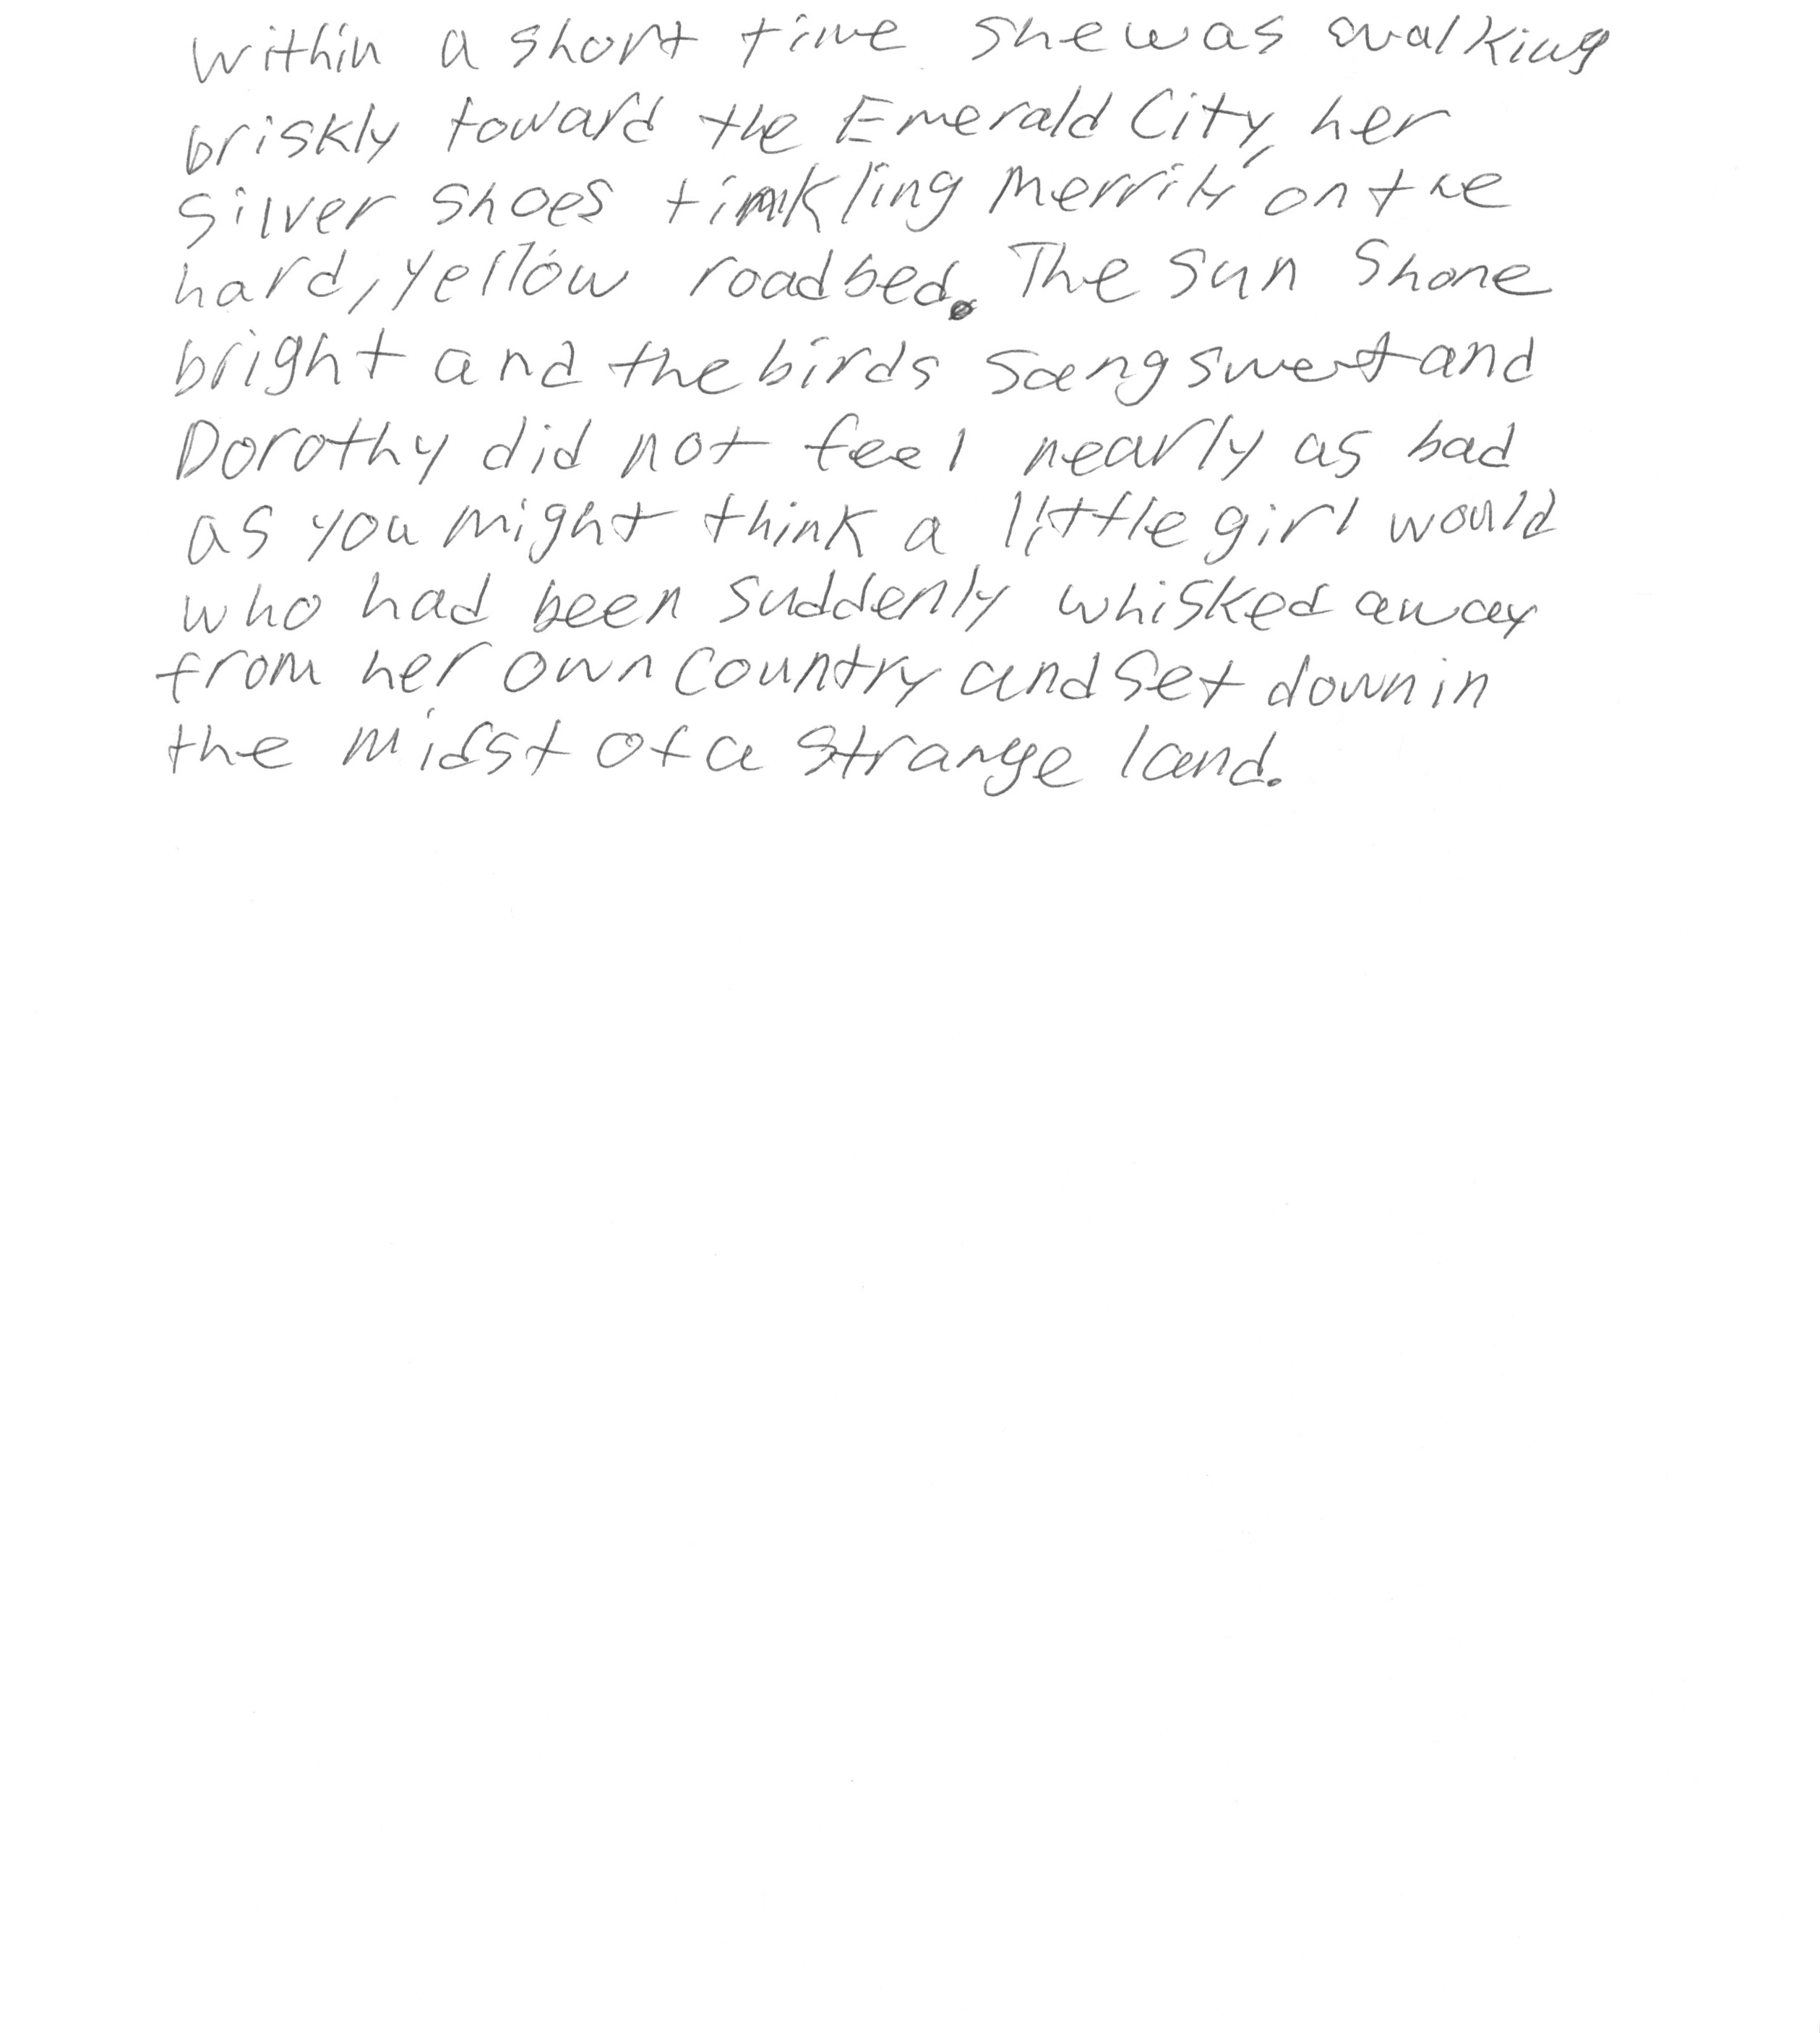 Within a short time she was walking
briskly toward the Emerald City, her
silver shoes tinkling merrily on the
hard, yellow roadbed. The sun shone
bright and the birds sang sweet and
Dorothy did not feel nearly as bad
as you might think a little girl would
who had been suddenly whisked away
from her own country and set down in
the midst of a strange land.